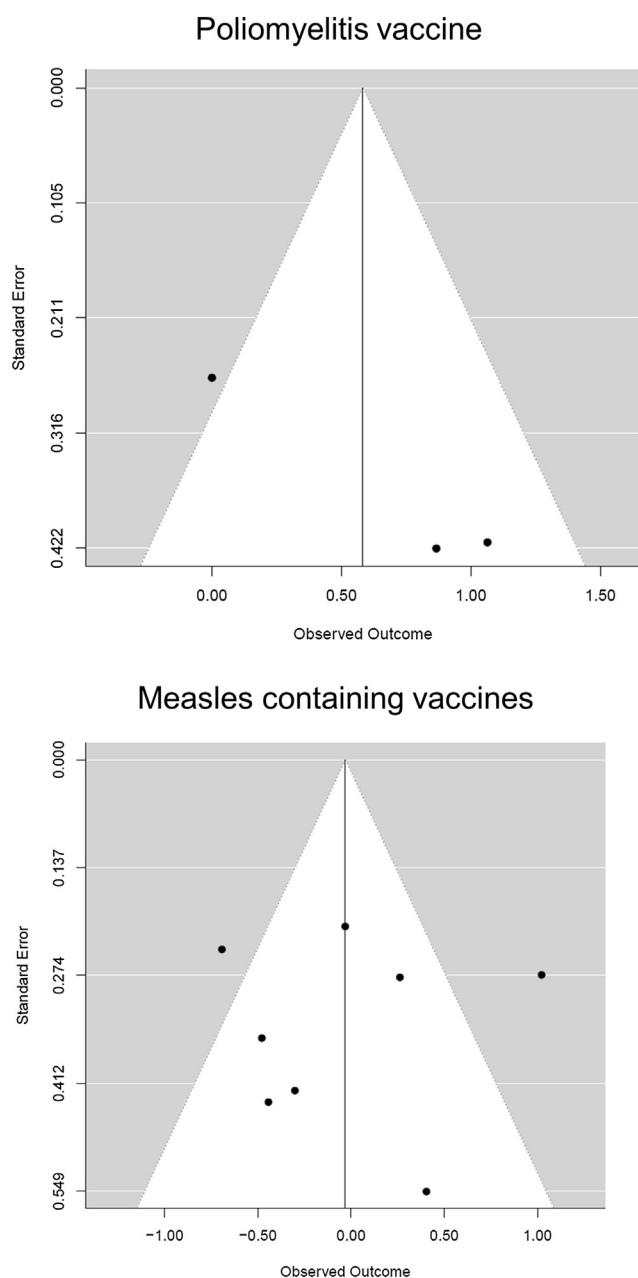 Poliomyelitis vaccine
0.000
0.105
0.211
0.316
0.422
Standard Error
0.00 0.50 1.00 1.50
Observed Outcome
Measles containing vaccines
0.000
0.137
0.274
0.412
0.549
Standard Error
−1.00 −0.50 0.00 0.50 1.00
Observed Outcome